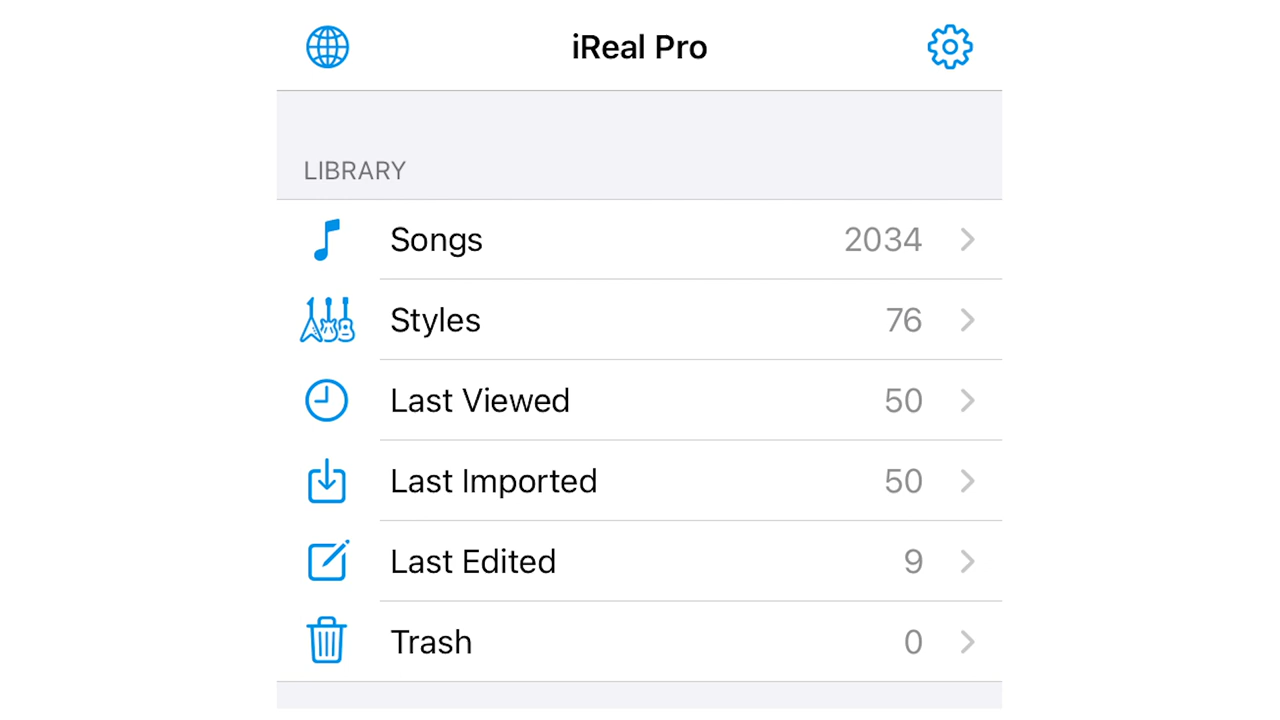 iReal Pro
LIBRARY
Songs 2034
Styles 76
Last Viewed 50
Last Imported 50
Last Edited 9
Trash 0